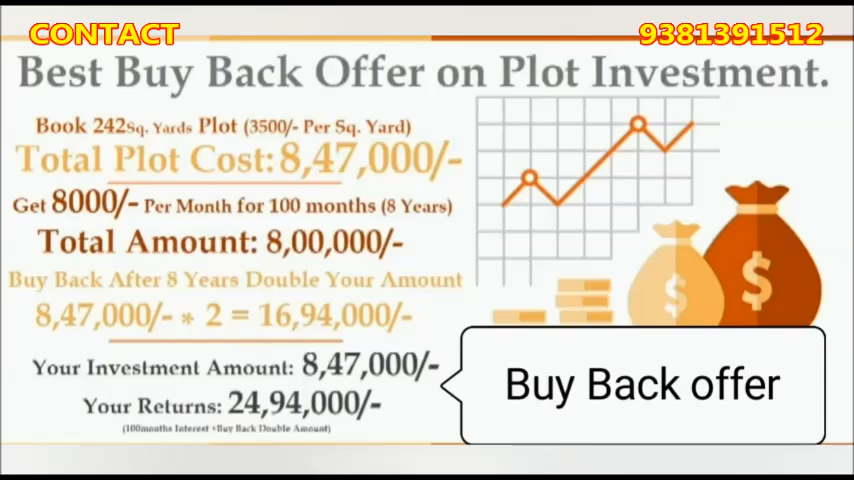 CONTACT 9381391512
Best Buy Back Offer on Plot Investment.
Book 242Sq. Yards Plot (3500/- Per Sq. Yard)
Total Plot Cost: 8,47,000/-
Get 8000/- Per Month for 100 months (8 Years)
Total Amount: 8,00,000/-
Buy Back After 8 Years Double Your Amount
8,47,000/- * 2 = 16,94,000/-
Your Investment Amount: 8,47,000/-
Your Returns: 24,94,000/-
(100months Interest +Buy Back Double Amount)
$ $
Buy Back offer